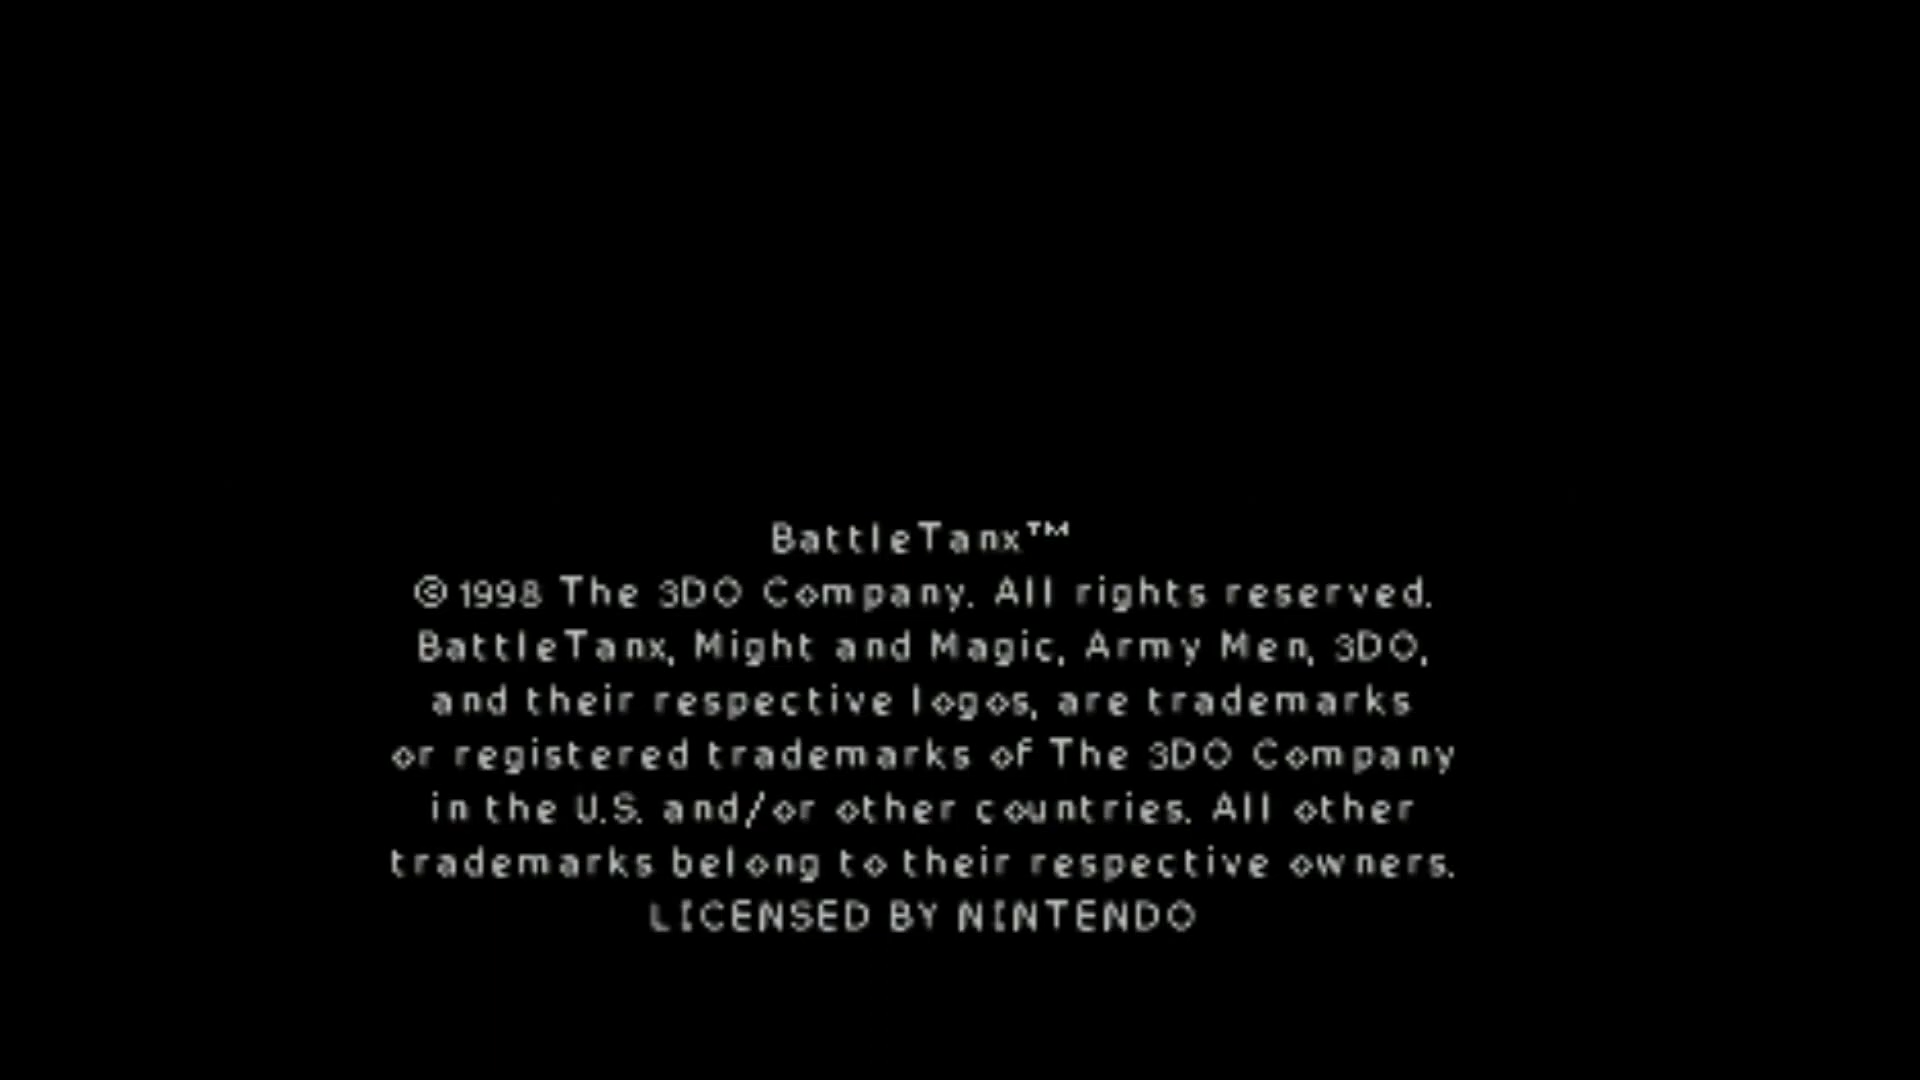 BattleTanx™
© 1998 The 3DO Company. All rights reserved.
BattleTanx, Might and Magic, Army Men, 3DO,
and their respective logos, are trademarks
or registered trademarks of The 3DO Company
in the U.S. and/or other countries. All other
trademarks belong to their respective owners.
LICENSED BY NINTENDO